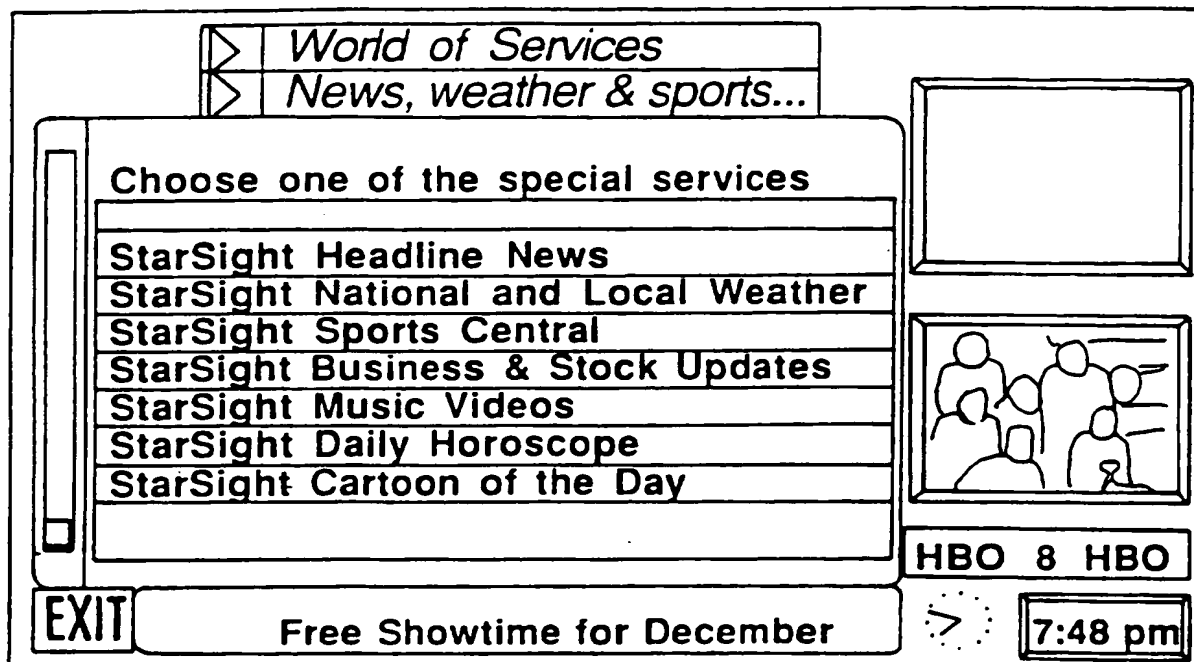 World of Services
News, weather & sports...
Choose one of the special services
StarSight Headline News
StarSight National and Local Weather
StarSight Sports Central
StarSight Business & Stock Updates
StarSight Music Videos
StarSight Daily Horoscope
StarSight Cartoon of the Day
HBO 8 HBO
EXIT
Free Showtime for December
7:48 pm